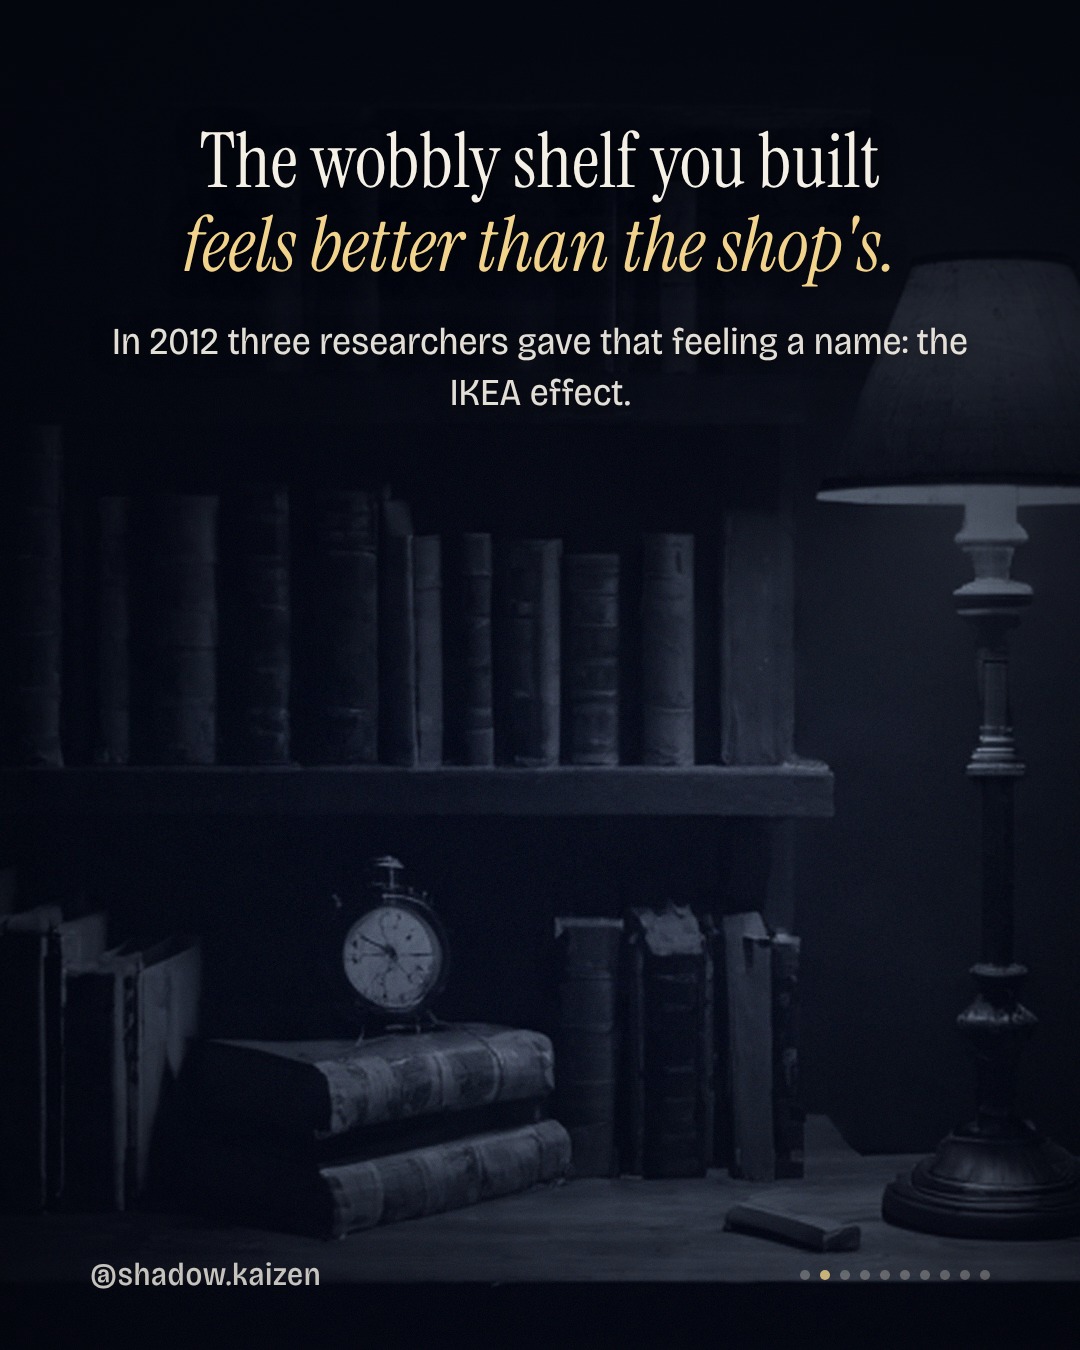 The wobbly shelf you built
feels better than the shop's.
In 2012 three researchers gave that feeling a name: the
IKEA effect.
@shadow.kaizen